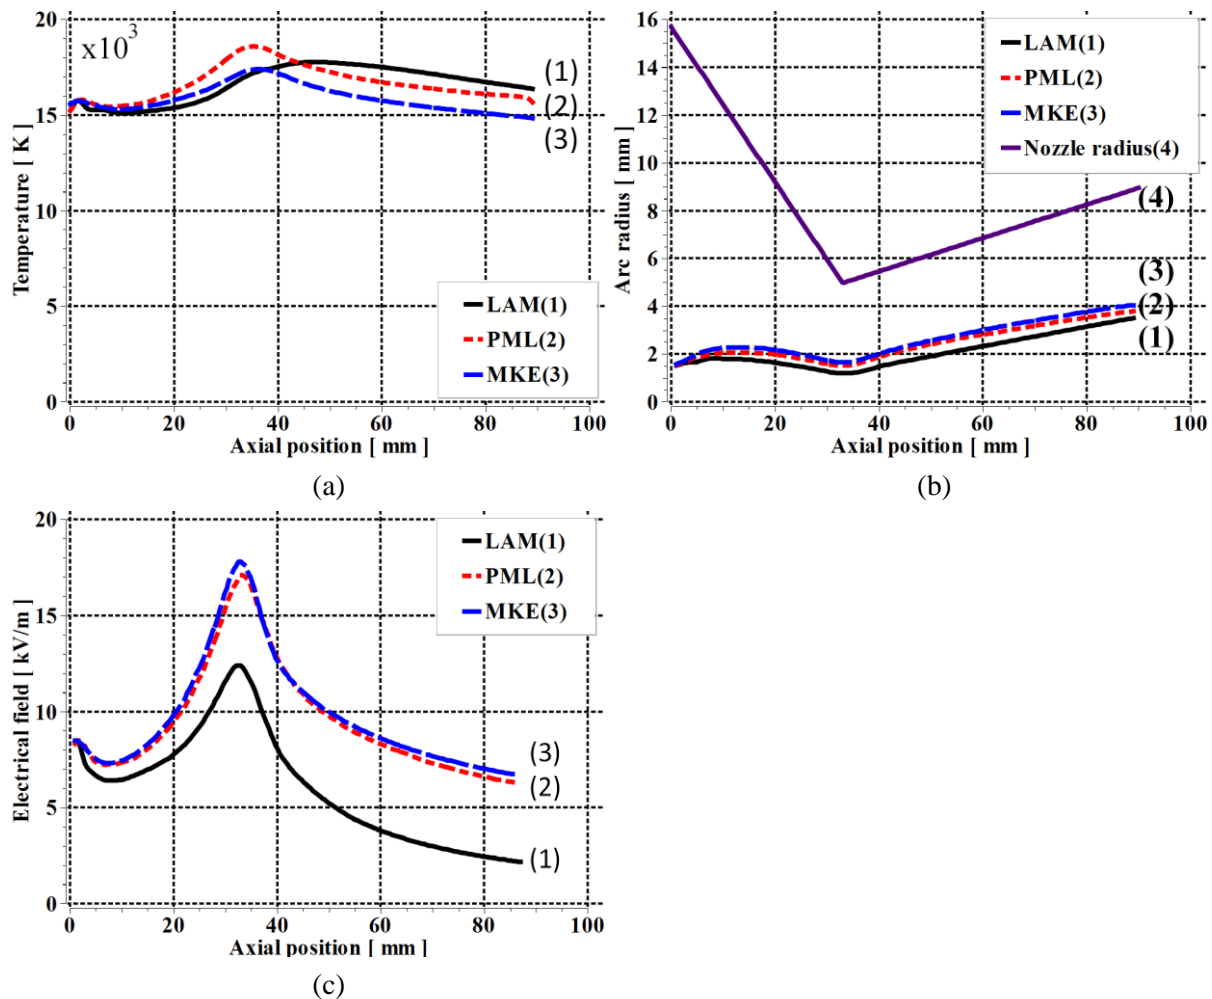 x10³
Temperature [ K ]
20
15
10
5
0
(1)
(2)
(3)
LAM(1)
PML(2)
MKE(3)
0 20 40 60 80 100
Axial position [ mm ]
(a)
Arc radius [ mm ]
16
14
12
10
8
6
4
2
0
LAM(1)
PML(2)
MKE(3)
Nozzle radius(4)
(4)
(3)
(2)
(1)
0 20 40 60 80 100
Axial position [ mm ]
(b)
Electrical field [ kV/m ]
20
15
10
5
0
LAM(1)
PML(2)
MKE(3)
(3)
(2)
(1)
0 20 40 60 80 100
Axial position [ mm ]
(c)